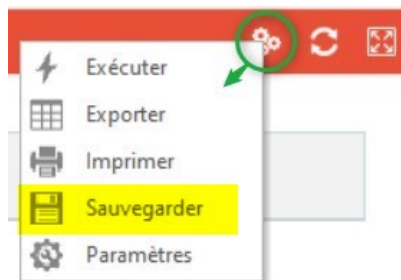 Exécuter
Exporter
Imprimer
Sauvegarder
Paramètres